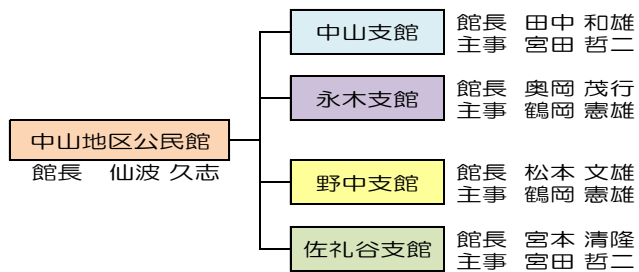 中山支館
館長 田中 和雄
主事 宮田 哲二
永木支館
館長 奥岡 茂行
主事 鶴岡 憲雄
中山地区公民館
館長 仙波 久志
野中支館
館長 松本 文雄
主事 鶴岡 憲雄
佐礼谷支館
館長 宮本 清隆
主事 宮田 哲二